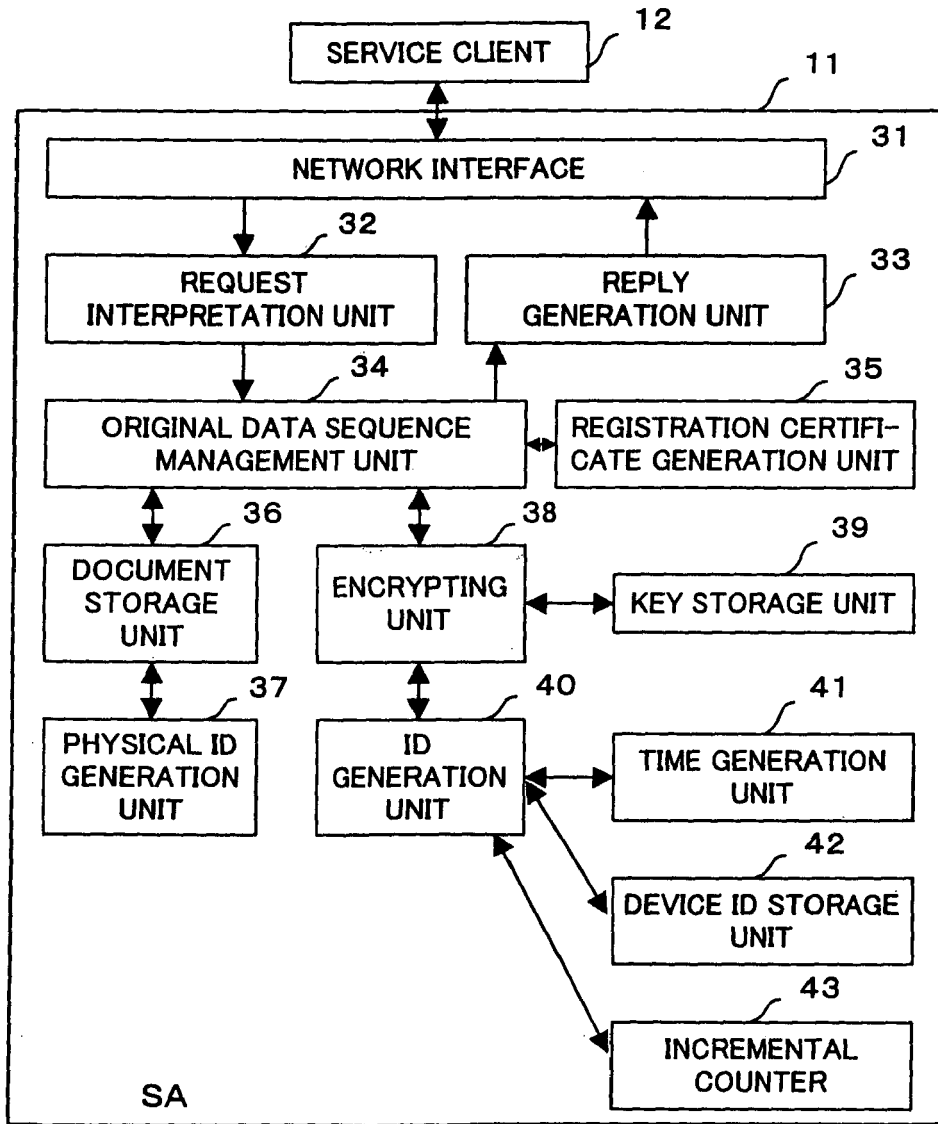 12
SERVICE CLIENT
11
31
NETWORK INTERFACE
32
REQUEST
INTERPRETATION UNIT
33
REPLY
GENERATION UNIT
34
ORIGINAL DATA SEQUENCE
MANAGEMENT UNIT
35
REGISTRATION CERTIFI-
CATE GENERATION UNIT
36
DOCUMENT
STORAGE
UNIT
38
ENCRYPTING
UNIT
39
KEY STORAGE UNIT
37
PHYSICAL ID
GENERATION
UNIT
40
ID
GENERATION
UNIT
41
TIME GENERATION
UNIT
42
DEVICE ID STORAGE
UNIT
43
INCREMENTAL
COUNTER
SA